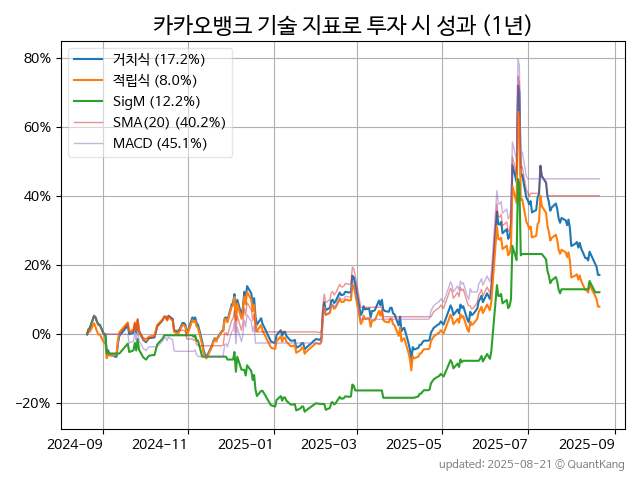 카카오뱅크 기술 지표로 투자 시 성과 (1년)
80%
60%
40%
20%
0%
−20%
거치식 (17.2%)
적립식 (8.0%)
SigM (12.2%)
SMA(20) (40.2%)
MACD (45.1%)
2024-09 2024-11 2025-01 2025-03 2025-05 2025-07 2025-09
updated: 2025-08-21 © QuantKang